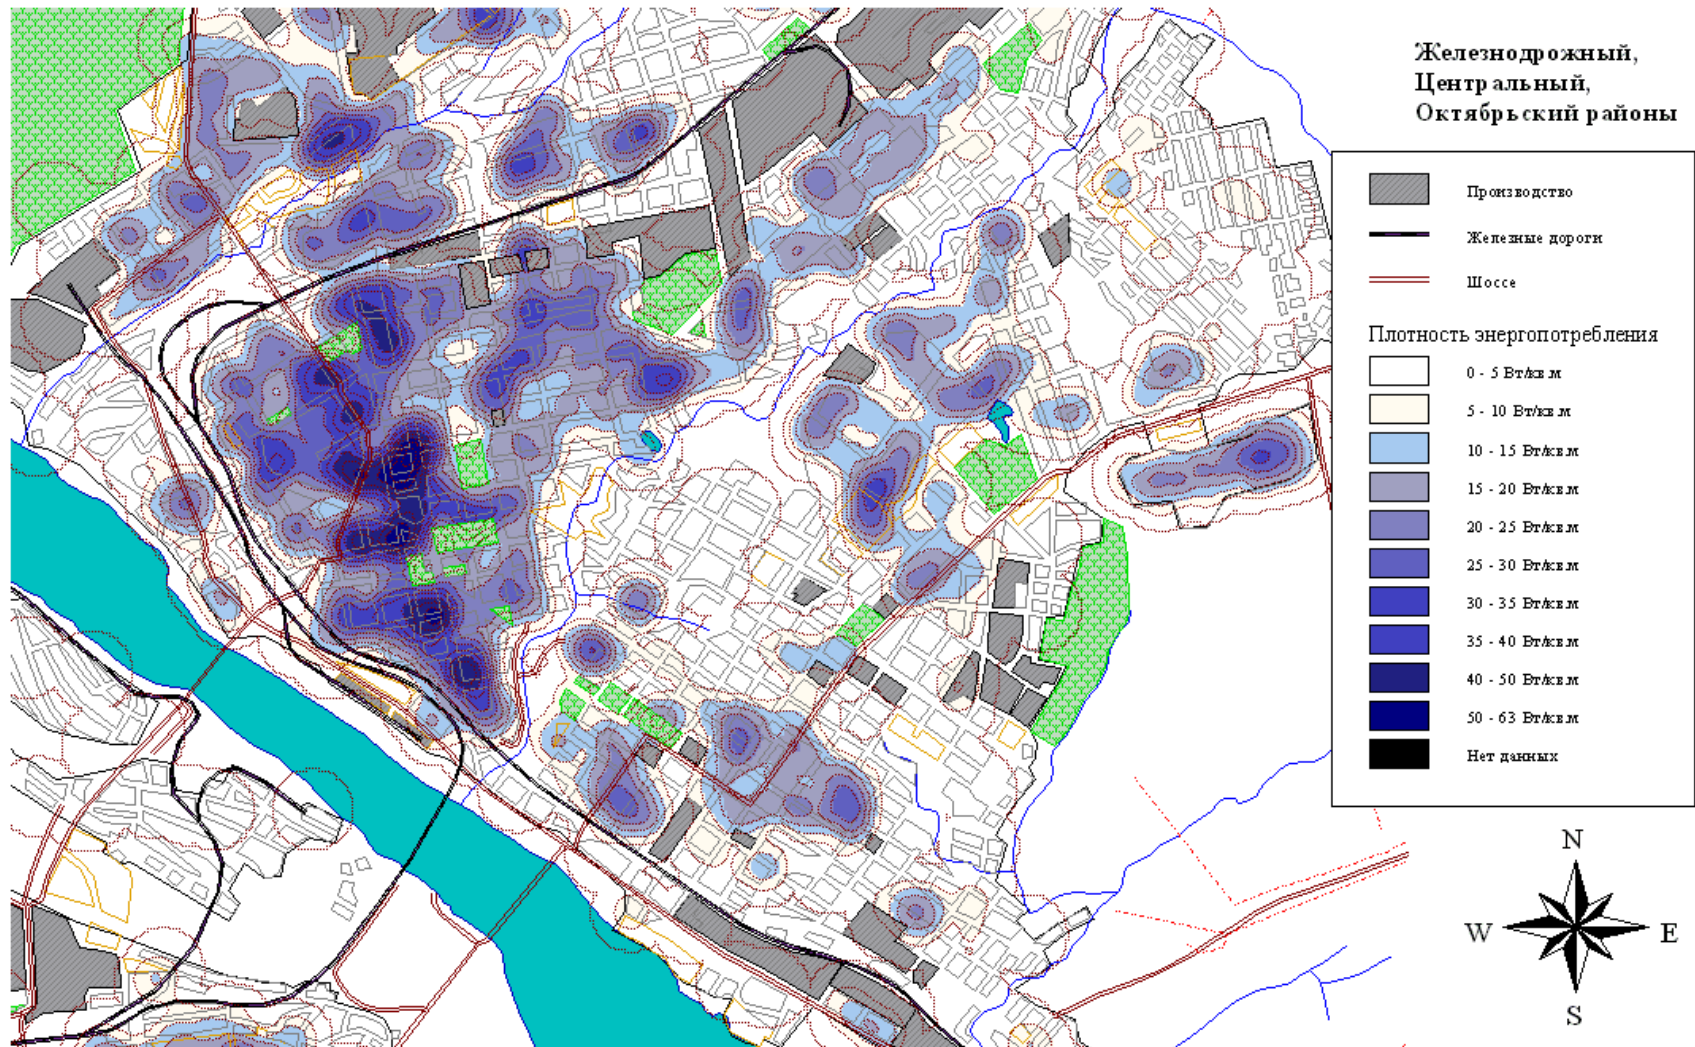 Железнодрожный,
Центральный,
Октябрьский районы
Производство
Железные дороги
Шоссе
Плотность энергопотребления
0 - 5 Вт/кв.м
5 - 10 Вт/кв.м
10 - 15 Вт/кв.м
15 - 20 Вт/кв.м
20 - 25 Вт/кв.м
25 - 30 Вт/кв.м
30 - 35 Вт/кв.м
35 - 40 Вт/кв.м
40 - 50 Вт/кв.м
50 - 63 Вт/кв.м
Нет данных
N
W E
S